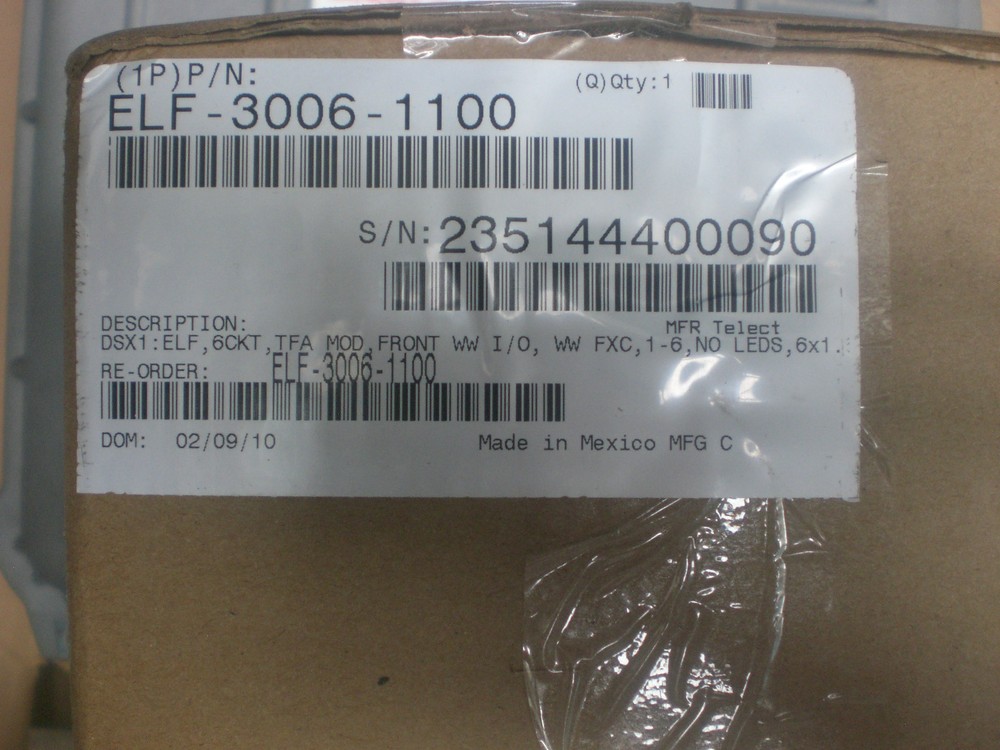 (1P)P/N:
(Q)Qty:1
ELF-3006-1100
S/N:235144400090
DESCRIPTION:
MFR Telect
DSX1:ELF,6CKT,TFA MOD,FRONT WW I/O, WW FXC,1-6,NO LEDS,6x1.
RE-ORDER: ELF-3006-1100
DOM: 02/09/10
Made in Mexico MFG C